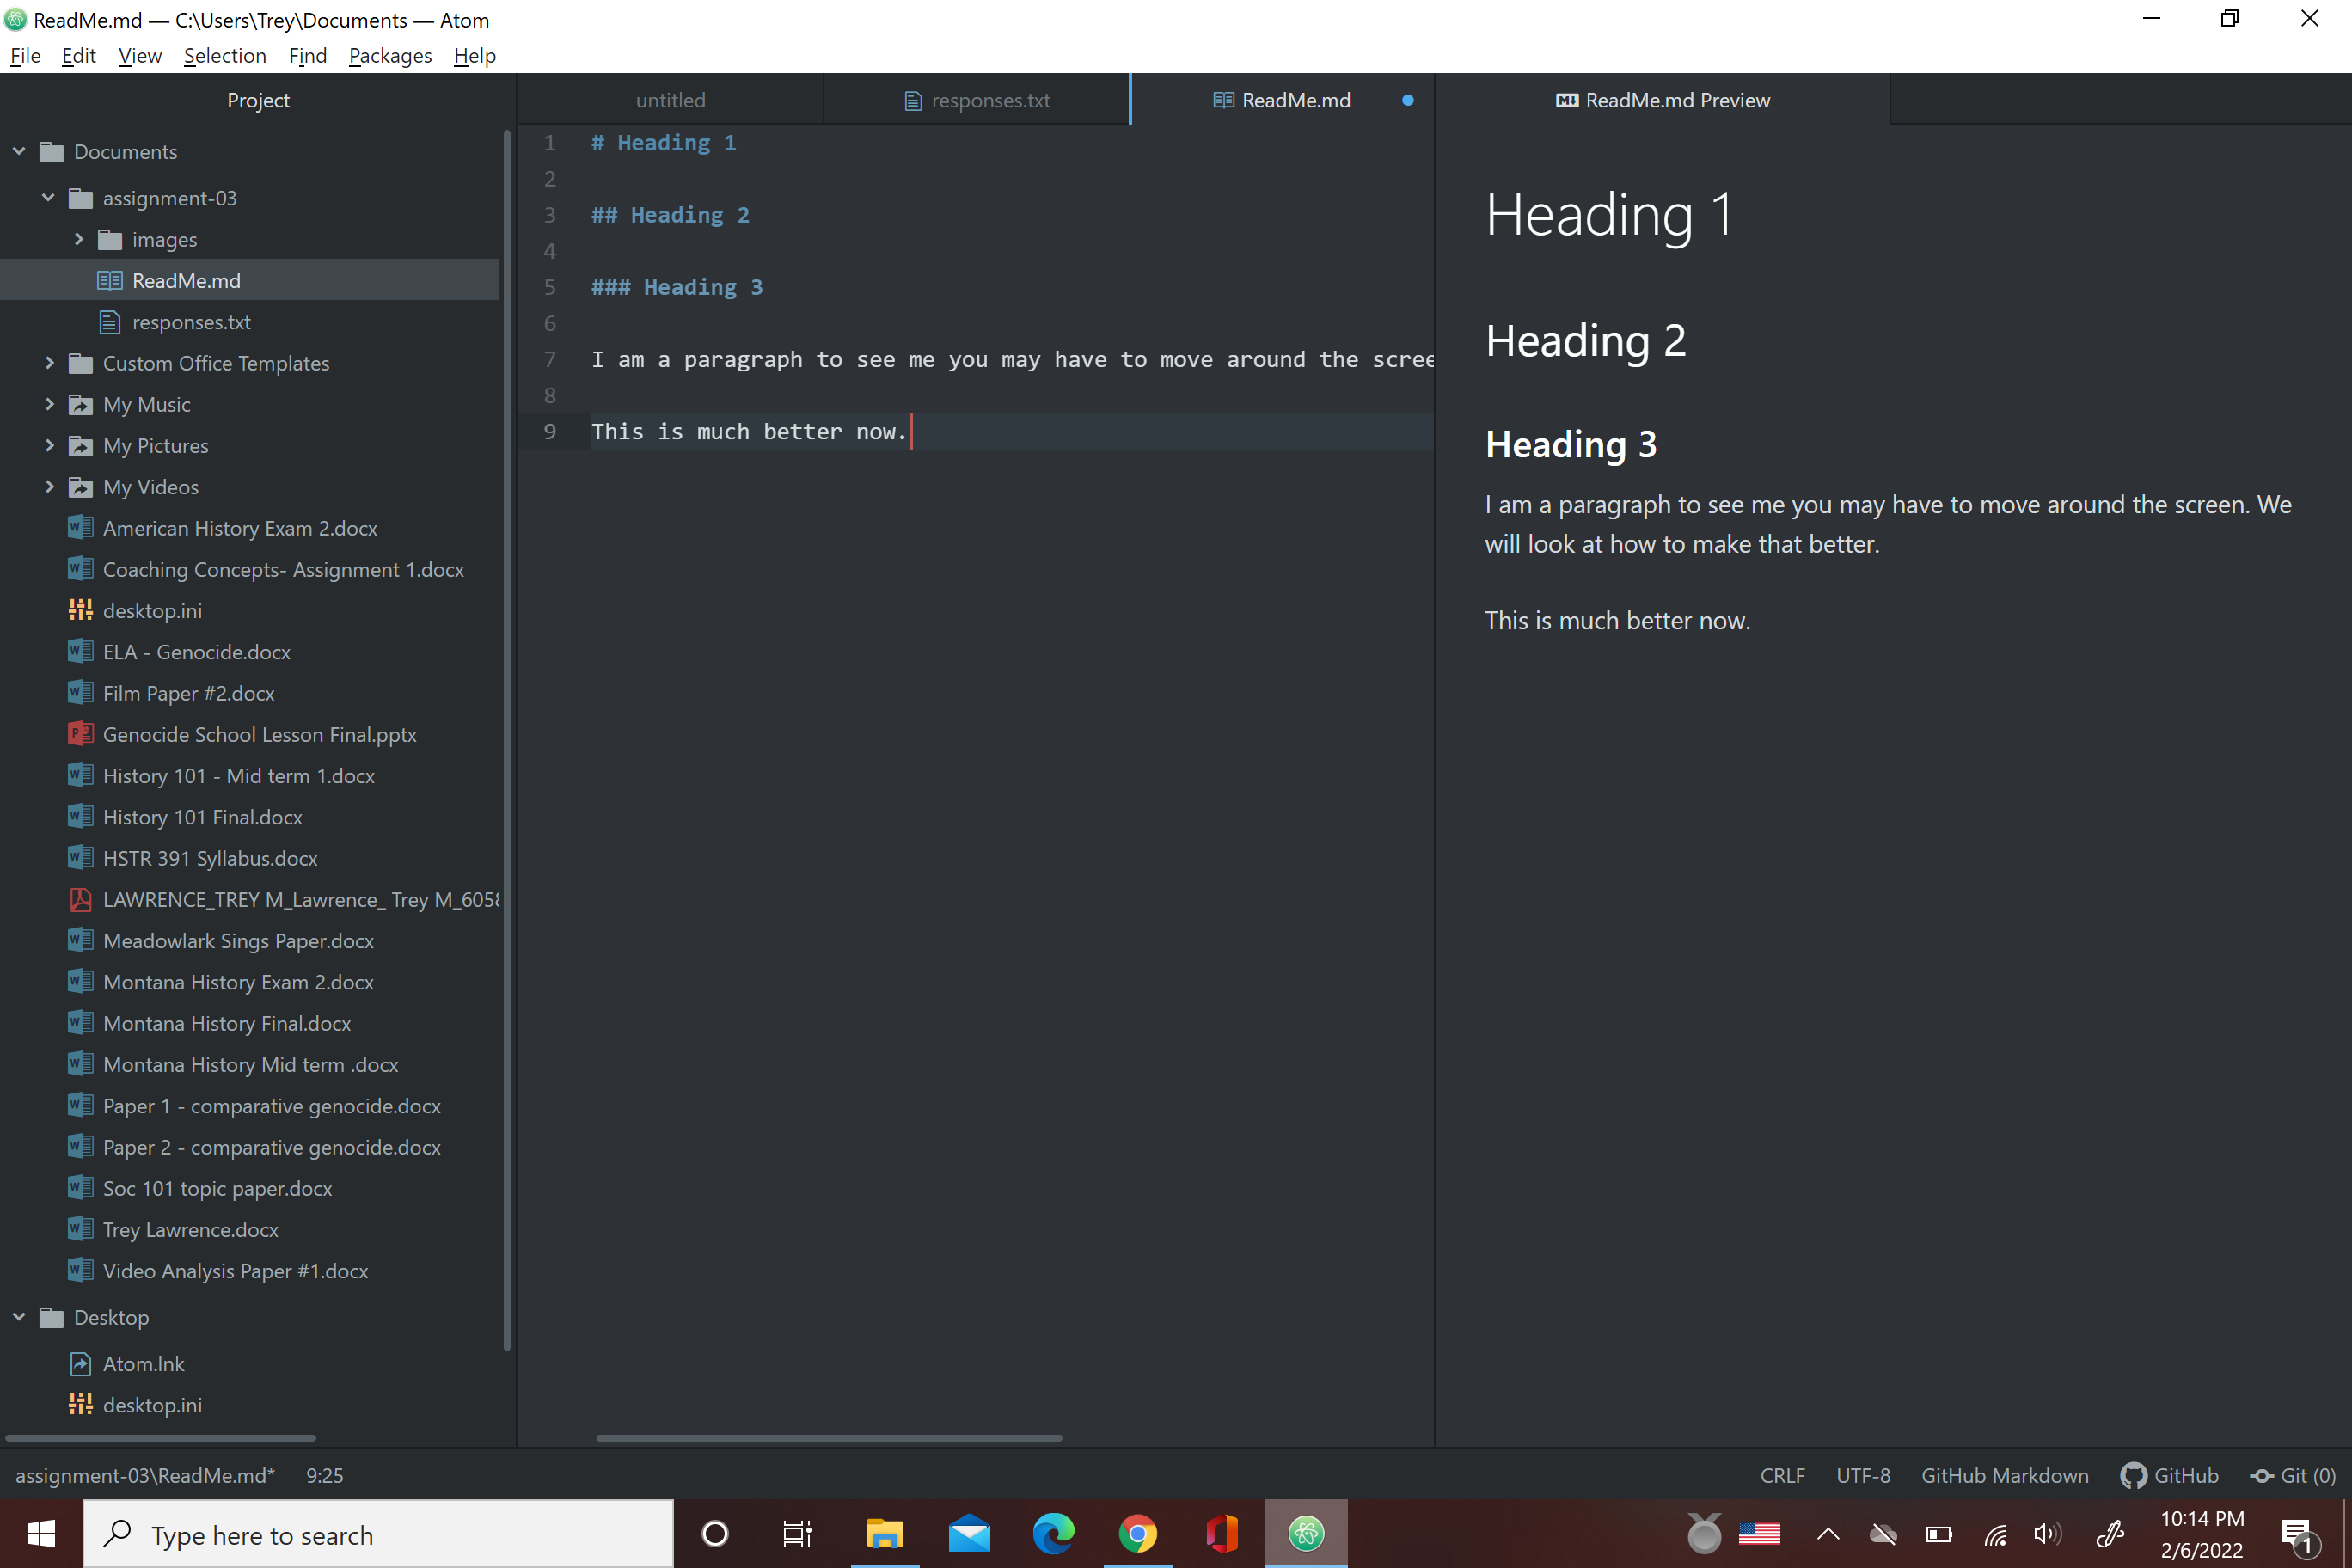 ReadMe.md — C:\Users\Trey\Documents — Atom
File Edit View Selection Find Packages Help
Project
Documents
assignment-03
images
ReadMe.md
responses.txt
Custom Office Templates
My Music
My Pictures
My Videos
American History Exam 2.docx
Coaching Concepts- Assignment 1.docx
desktop.ini
ELA - Genocide.docx
Film Paper #2.docx
Genocide School Lesson Final.pptx
History 101 - Mid term 1.docx
History 101 Final.docx
HSTR 391 Syllabus.docx
LAWRENCE_TREY M_Lawrence_ Trey M_605
Meadowlark Sings Paper.docx
Montana History Exam 2.docx
Montana History Final.docx
Montana History Mid term .docx
Paper 1 - comparative genocide.docx
Paper 2 - comparative genocide.docx
Soc 101 topic paper.docx
Trey Lawrence.docx
Video Analysis Paper #1.docx
Desktop
Atom.lnk
desktop.ini
untitled
responses.txt
ReadMe.md
1 # Heading 1
2
3 ## Heading 2
4
5 ### Heading 3
6
7 I am a paragraph to see me you may have to move around the scree
8
9 This is much better now.
ReadMe.md Preview
Heading 1
Heading 2
Heading 3
I am a paragraph to see me you may have to move around the screen. We
will look at how to make that better.
This is much better now.
assignment-03\ReadMe.md* 9:25
CRLF UTF-8 GitHub Markdown GitHub Git (0)
Type here to search
10:14 PM
2/6/2022
1